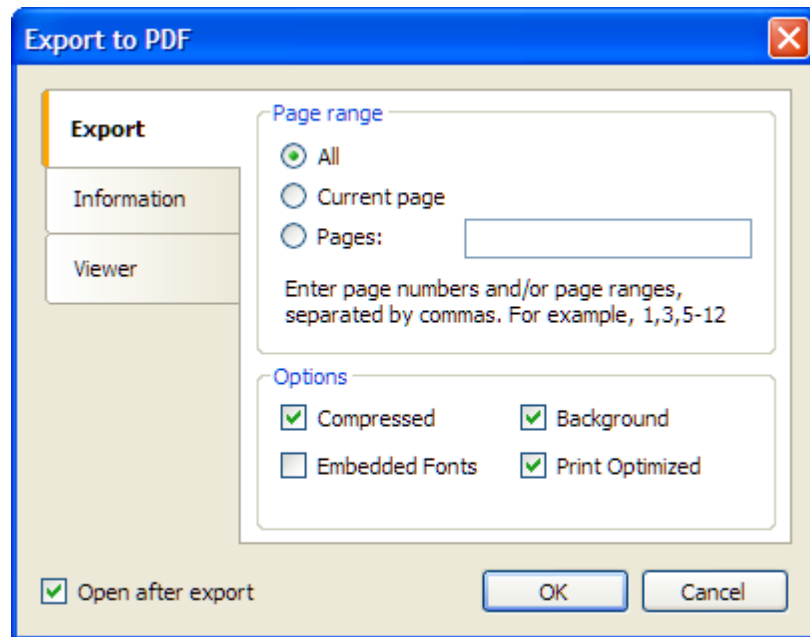 Export to PDF
Export
Information
Viewer
Page range
All
Current page
Pages:
Enter page numbers and/or page ranges,
separated by commas. For example, 1,3,5-12
Options
Compressed
Background
Embedded Fonts
Print Optimized
Open after export
OK
Cancel